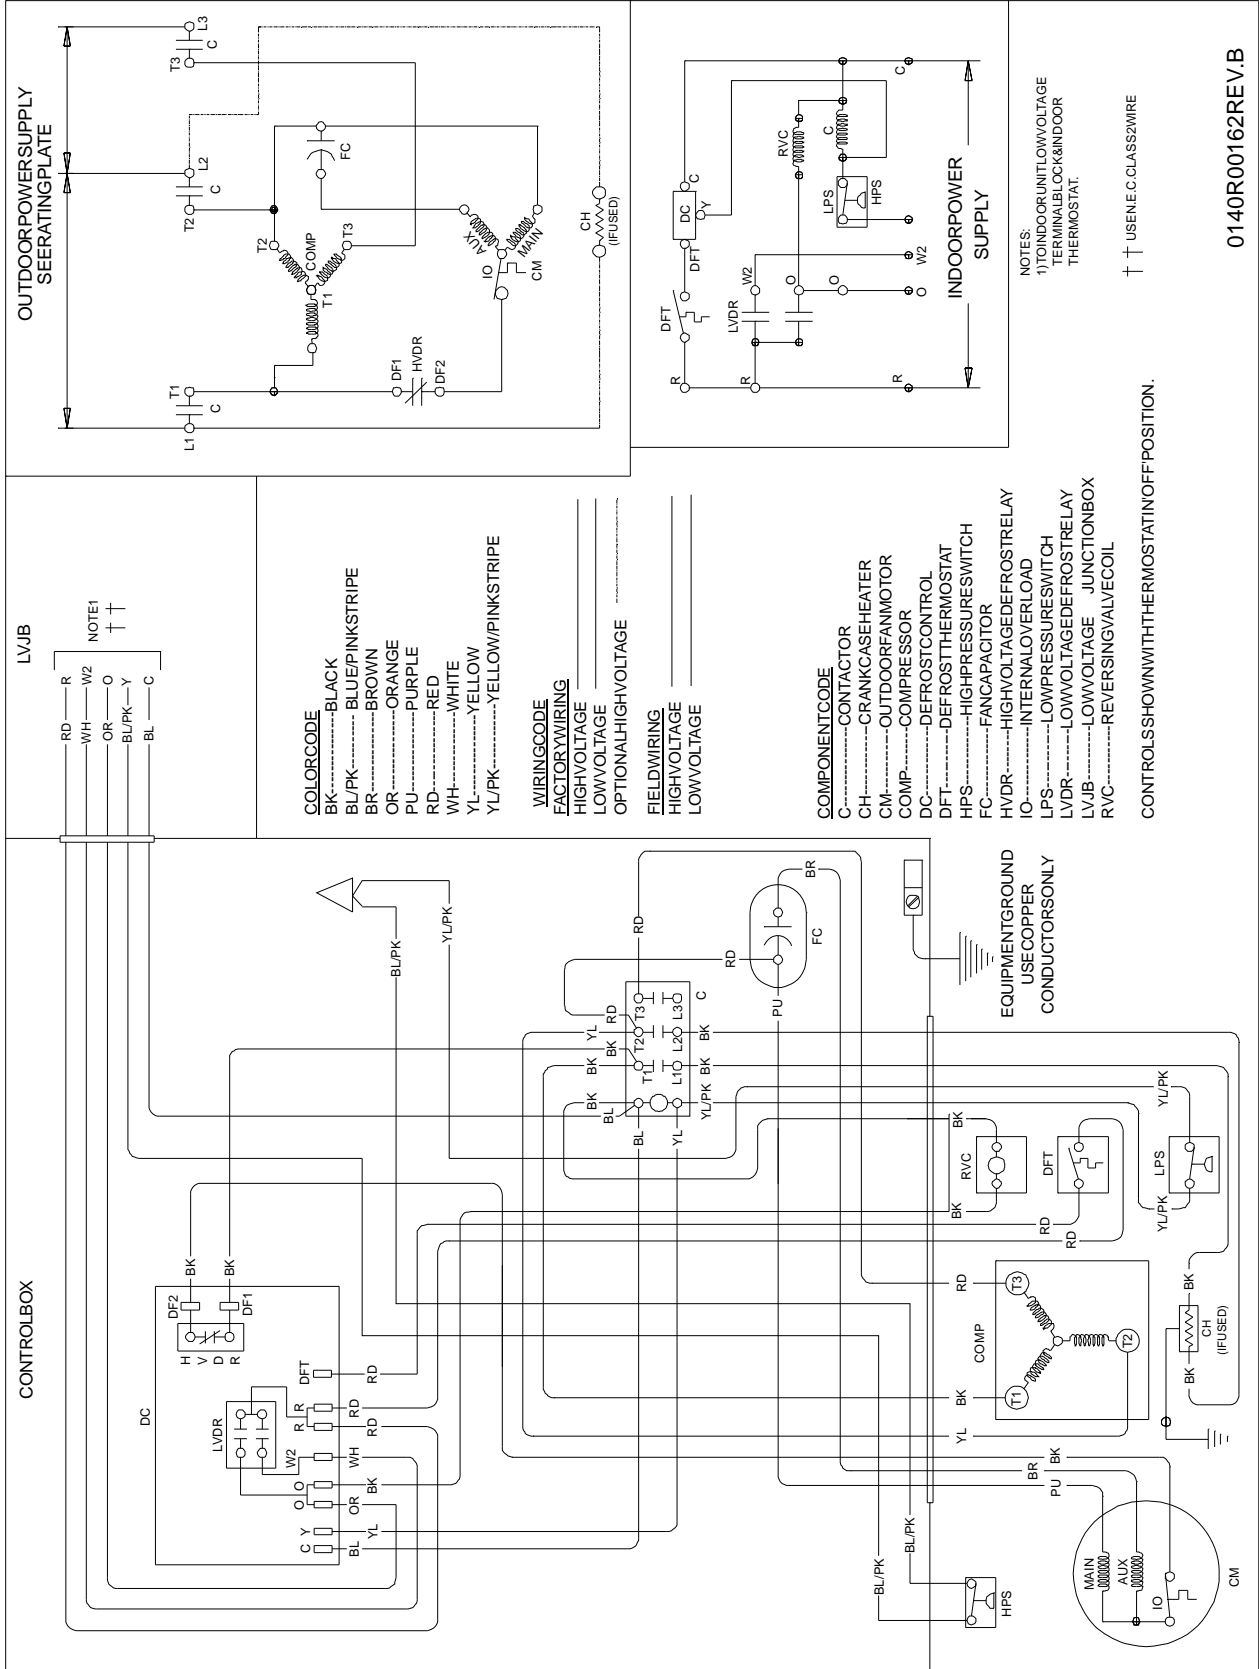 CONTROLBOX
LVJB
OUTDOORPOWERSUPPLY
SEERATINGPLATE
DC
H
V
D
R
DF2
DF1
BK
BK
LVDR
C
Y
O
O
W2
R
R
DFT
BL
YL
OR
BK
WH
RD
RD
RD
RD
R
WH
W2
OR
O
BL/PK
Y
BL
C
NOTE1
† †
BL/PK
YL/PK
BK
BL
BL
YL
YL/PK
BK
T1
L1
BK
BK
YL
T2
L2
BK
RD
T3
L3
RD
C
RD
PU
BR
FC
BL/PK
BL/PK
HPS
MAIN
AUX
IO
CM
PU
BR
BK
YL
BK
RD
COMP
T1
T2
T3
BK
CH
(IFUSED)
BK
BK
RVC
BK
RD
RD
DFT
YL/PK
LPS
YL/PK
EQUIPMENTGROUND
USECOPPER
CONDUCTORSONLY
COLORCODE
BK-----------BLACK
BL/PK------- BLUE/PINKSTRIPE
BR-----------BROWN
OR-----------ORANGE
PU-----------PURPLE
RD-----------RED
WH-----------WHITE
YL-----------YELLOW
YL/PK--------YELLOW/PINKSTRIPE
WIRINGCODE
FACTORYWIRING
HIGHVOLTAGE
LOWVOLTAGE
OPTIONALHIGHVOLTAGE
FIELDWIRING
HIGHVOLTAGE
LOWVOLTAGE
COMPONENTCODE
C-----------CONTACTOR
CH----------CRANKCASEHEATER
CM----------OUTDOORFANMOTOR
COMP-------COMPRESSOR
DC----------DEFROSTCONTROL
DFT---------DEFROSTTHERMOSTAT
HPS---------HIGHPRESSURESWITCH
FC----------FANCAPACITOR
HVDR-------HIGHVOLTAGEDEFROSTRELAY
IO-----------INTERNALOVERLOAD
LPS---------LOWPRESSURESWITCH
LVDR-------LOWVOLTAGEDEFROSTRELAY
LVJB--------LOWVOLTAGE JUNCTIONBOX
RVC--------REVERSINGVALVECOIL
CONTROLSSHOWNWITHTHERMOSTATIN'OFF'POSITION.
L1
C
T1
T2
C
L2
T3
C
L3
T2
COMP
T3
T1
FC
DF1
HVDR
DF2
AUX
MAIN
IO
CM
CH
(IFUSED)
R
DFT
DFT
DC
C
Y
R
LVDR
W2
O
RVC
C
O
LPS
HPS
R
O
W2
C
INDOORPOWER
SUPPLY
NOTES:
1)TOINDOORUNITLOWVOLTAGE
TERMINALBLOCK&INDOOR
THERMOSTAT.
† † USEN.E.C.CLASS2WIRE
0140R00162REV.B